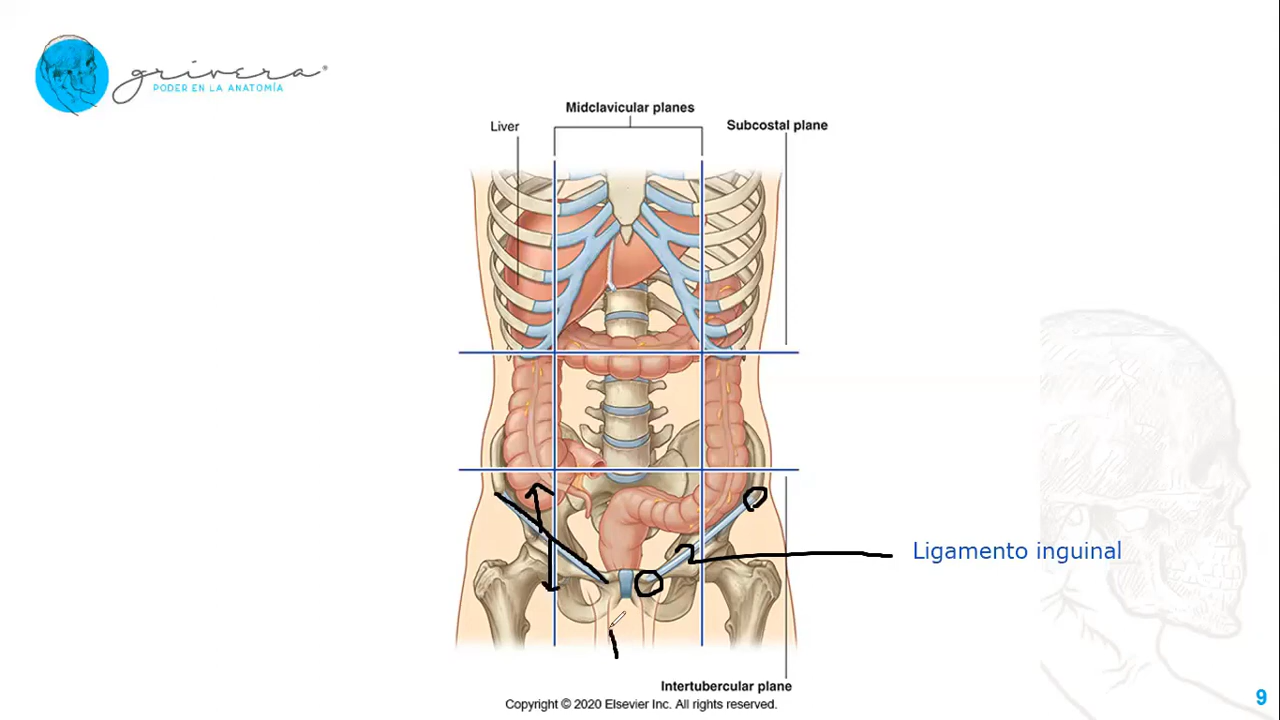 grivera®
PODER EN LA ANATOMÍA
Midclavicular planes
Liver
Subcostal plane
Ligamento inguinal
Intertubercular plane
Copyright © 2020 Elsevier Inc. All rights reserved.
9